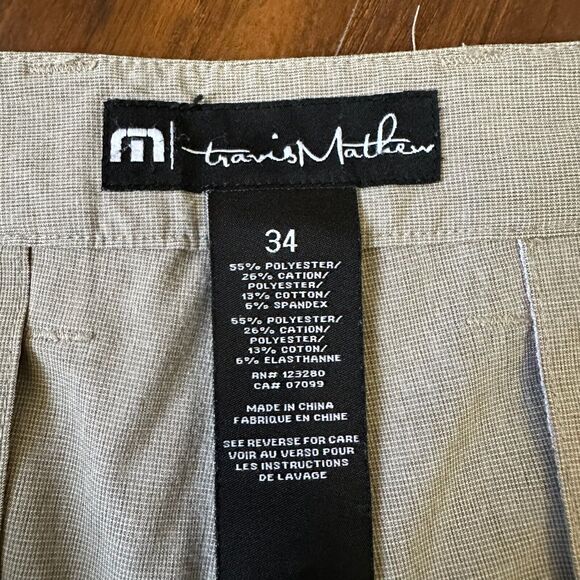 travisMathew
34
55% POLYESTER/
26% CATION/
POLYESTER/
13% COTTON/
6% SPANDEX
55% POLYESTER/
26% CATION/
POLYESTER/
13% COTON/
6% ELASTHANNE
RN# 123280
CA# 07099
MADE IN CHINA
FABRIQUE EN CHINE
SEE REVERSE FOR CARE
VOIR AU VERSO POUR
LES INSTRUCTIONS
DE LAVAGE